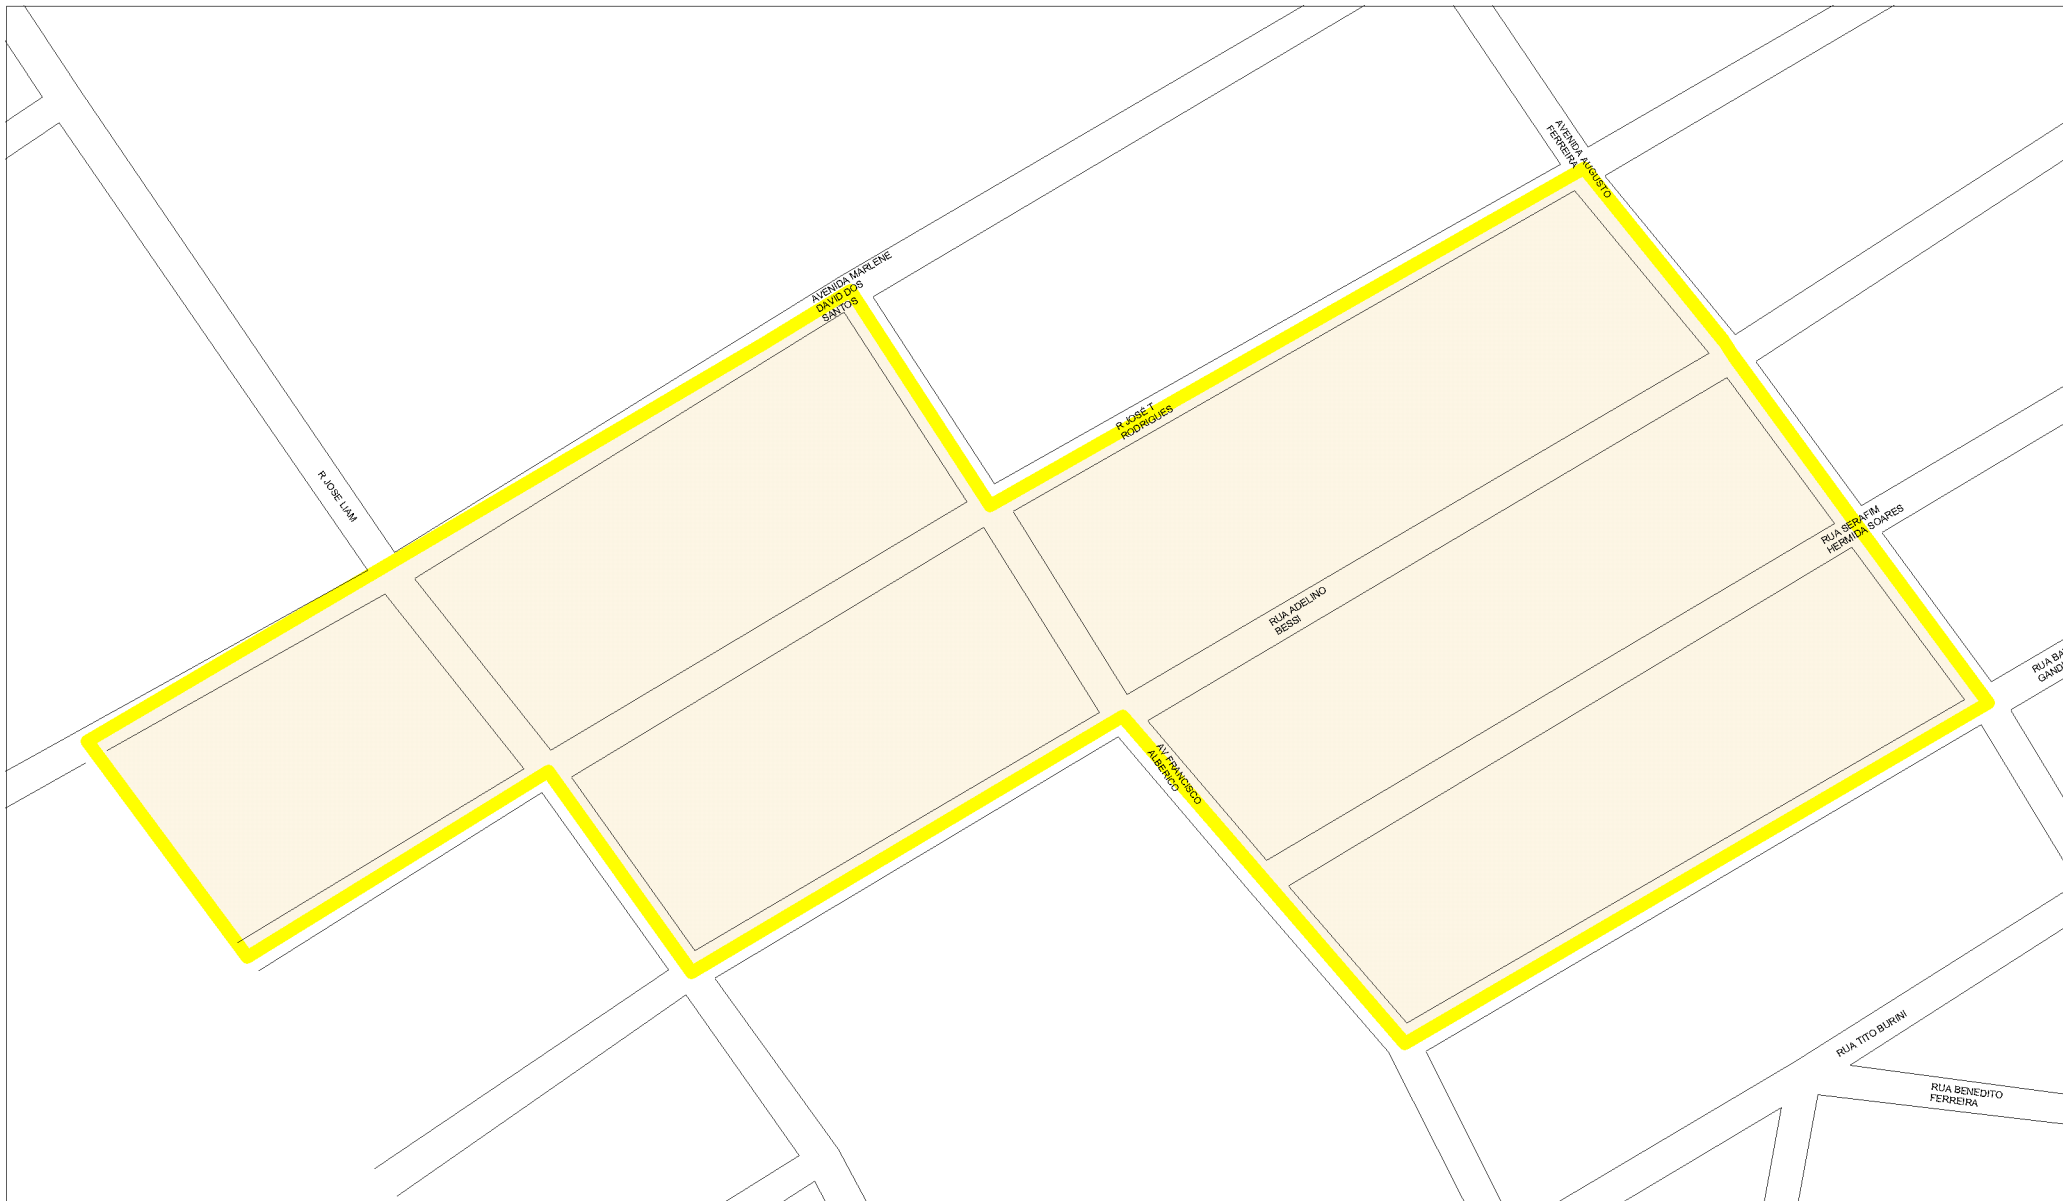 AVENIDA AUGUSTO
FERREIRA
AVENIDA MARLENE
DAVID DOS
SANTOS
R JOSÉ T
RODRIGUES
R JOSE LIAM
RUA SERAFIM
HERMIDA SOARES
RUA ADELINO
BESSI
RUA
AV FRANCISCO
ALBERICO
RUA TITO BURINI
RUA BENEDITO
FERREIRA